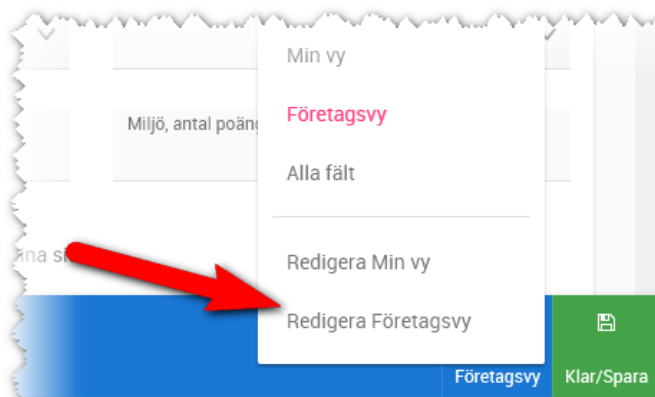 Min vy
Miljö, antal poäng
Företagsvy
Alla fält
Redigera Min vy
Redigera Företagsvy
Företagsvy
Klar/Spara